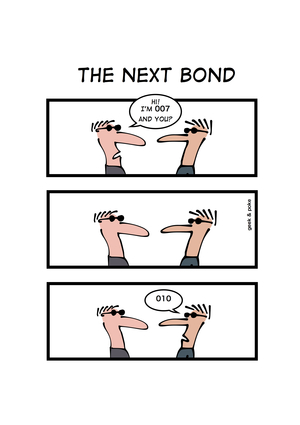 THE NEXT BOND
HI!
I'M 007
AND YOU?
geek & poke
010